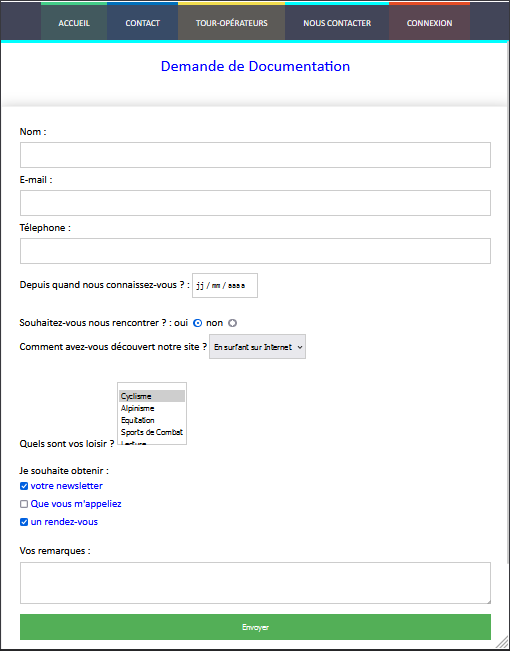 ACCUEIL CONTACT TOUR-OPÉRATEURS NOUS CONTACTER CONNEXION
Demande de Documentation
Nom :
E-mail :
Télephone :
Depuis quand nous connaissez-vous ? : jj / mm / aaaa
Souhaitez-vous nous rencontrer ? : oui non
Comment avez-vous découvert notre site ? En surfant sur Internet
Cyclisme
Alpinisme
Equitation
Sports de Combat
Lecture
Quels sont vos loisir ?
Je souhaite obtenir :
votre newsletter
Que vous m'appeliez
un rendez-vous
Vos remarques :
Envoyer